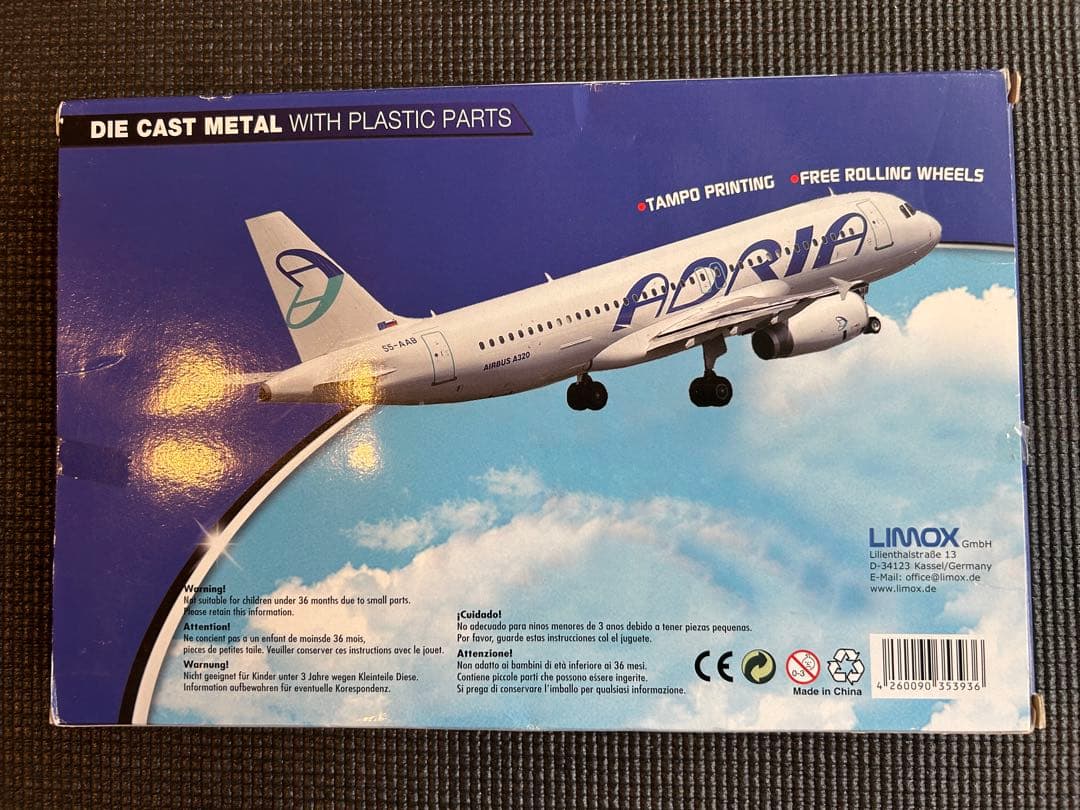 DIE CAST METAL WITH PLASTIC PARTS
•TAMPO PRINTING •FREE ROLLING WHEELS
ADRIA
S5-AAB
AIRBUS A320
LIMOX GmbH
Lilienthalstraße 13
D-34123 Kassel/Germany
E-Mail: office@limox.de
www.limox.de
Warning!
Not suitable for children under 36 months due to small parts.
Please retain this information.
Attention!
Ne concient pas a un enfant de moinsde 36 mois,
pieces de petites taile. Veuiller conserver ces instructions avec le jouet.
Warnung!
Nicht geeignet für Kinder unter 3 Jahre wegen Kleinteile Diese.
Information aufbewahren für eventuelle Korespondenz.
¡Cuidado!
No adecuado para ninos menores de 3 anos debido a tener piezas pequenas.
Por favor, guarde estas instrucciones col el juguete.
Attenzione!
Non adatto ai bambini di età inferiore ai 36 mesi.
Contiene piccole parti che possono essere ingerite.
Si prega di conservare l'imballo per qualsiasi informazione.
CE
0-3
Made in China
4 260090 353936